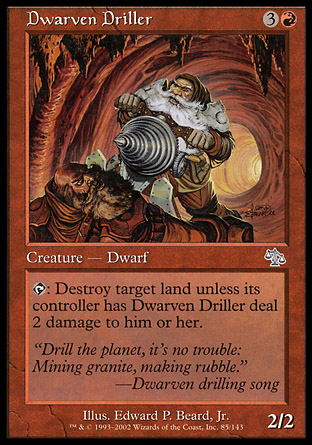 Dwarven Driller 3
Creature — Dwarf
: Destroy target land unless its
controller has Dwarven Driller deal
2 damage to him or her.
“Drill the planet, it’s no trouble:
Mining granite, making rubble.”
—Dwarven drilling song
Illus. Edward P. Beard, Jr.
™ & © 1993-2002 Wizards of the Coast, Inc. 85/143
2/2